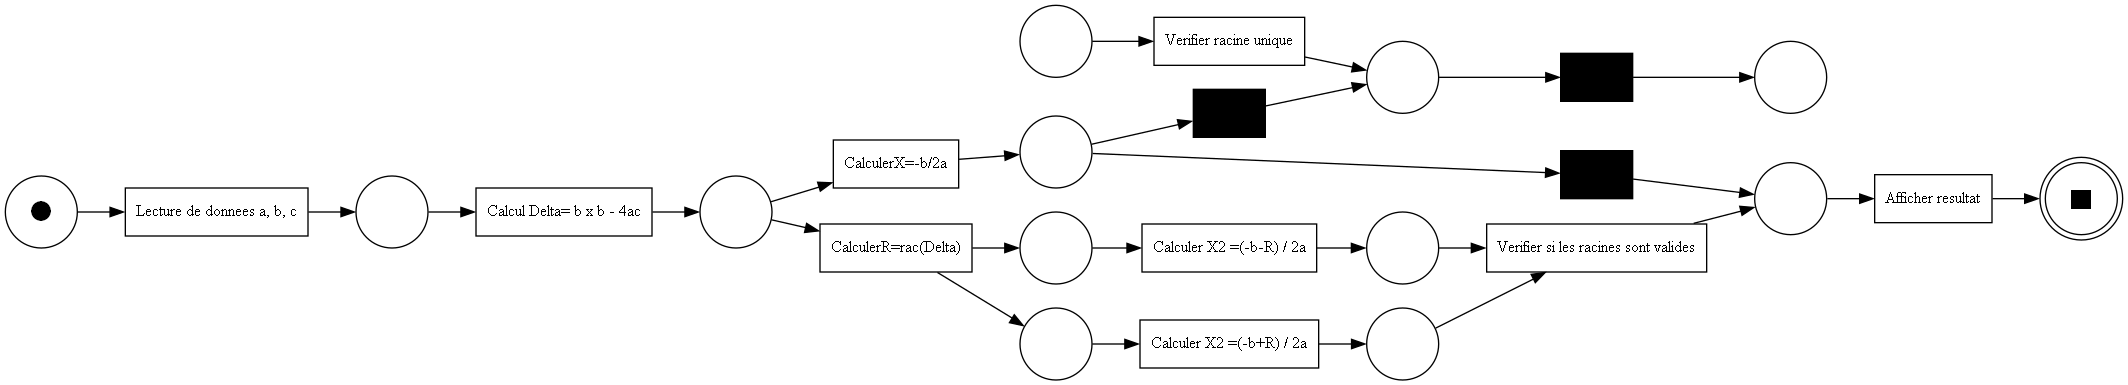 Verifier racine unique
CalculerX=-b/2a
Lecture de donnees a, b, c
Calcul Delta= b x b - 4ac
Afficher resultat
CalculerR=rac(Delta)
Calculer X2 =(-b-R) / 2a
Verifier si les racines sont valides
Calculer X2 =(-b+R) / 2a